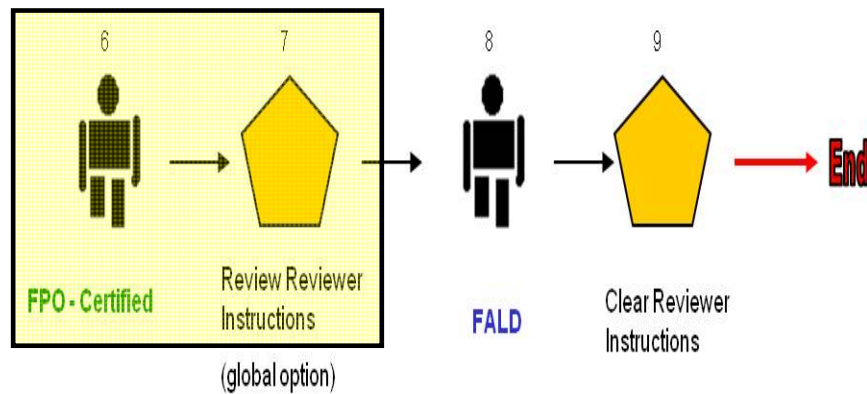 6
7
8
9
End
FPO - Certified
Review Reviewer
Instructions
(global option)
FALD
Clear Reviewer
Instructions